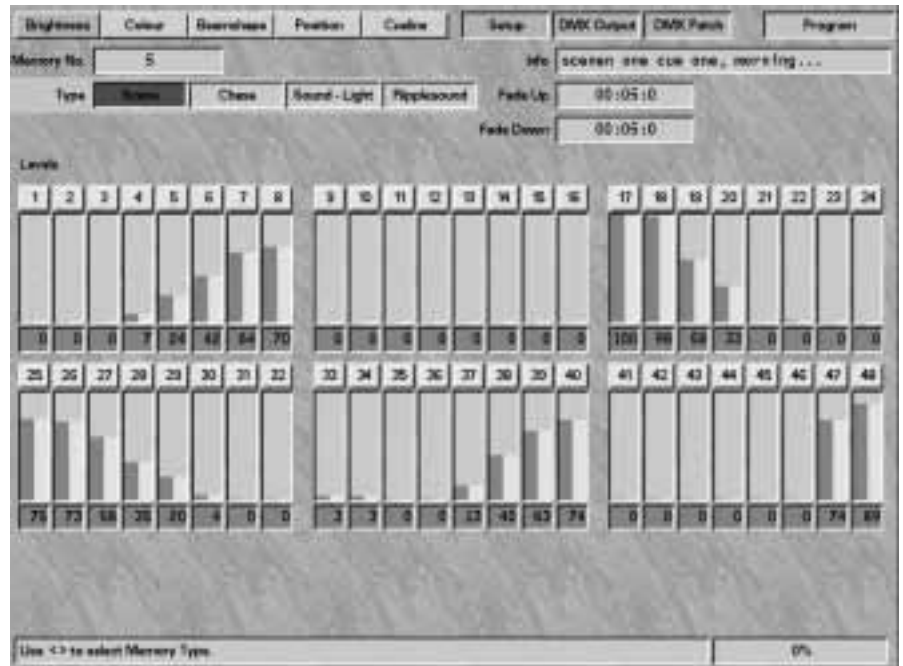 Brightness Colour Beamshape Position Cueline Setup DMX Output DMX Patch Program
Memory No. 5 Info scenen one cue one, morning...
Type Scene Chase Sound - Light Ripplesound Fade Up 00:05:0
Fade Down 00:05:0
Levels
1 2 3 4 5 6 7 8 9 10 11 12 13 14 15 16 17 18 19 20 21 22 23 24
0 0 0 7 24 42 64 70 0 0 0 0 0 0 0 0 100 98 33 0 0 0 0
25 26 27 28 29 30 31 32 33 34 35 36 37 38 39 40 41 42 43 44 45 46 47 48
75 73 20 4 0 0 3 3 0 0 13 63 74 0 0 0 0 0 0 74 89
Use <> to select Memory Type. 0%